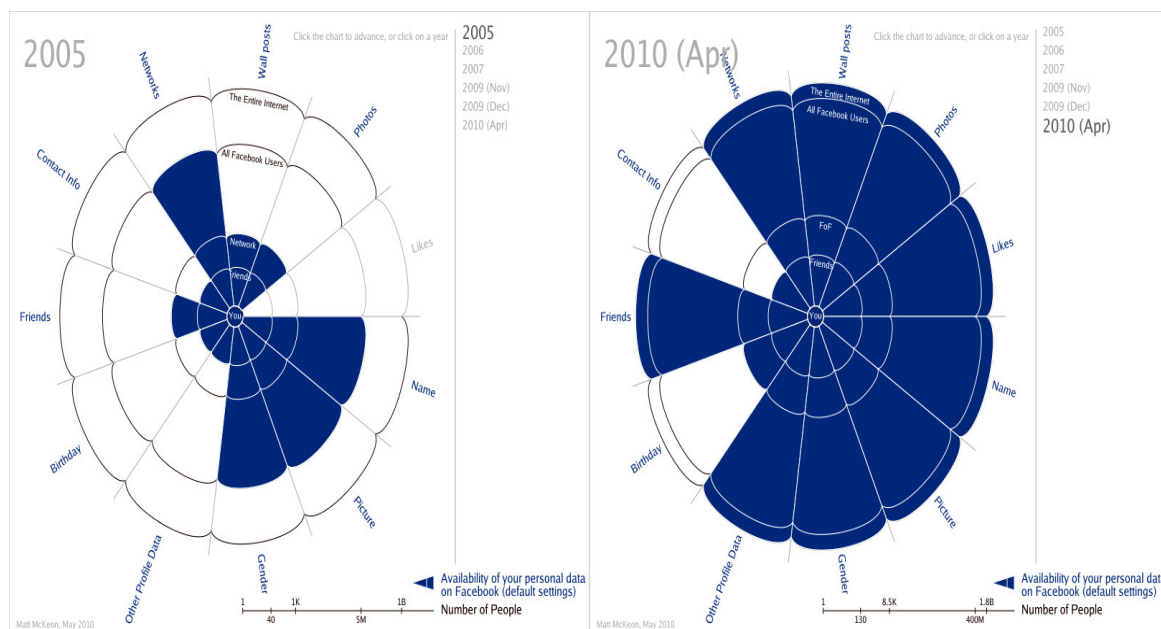 2005
Click the chart to advance, or click on a year
2005
2006
2007
2009 (Nov)
2009 (Dec)
2010 (Apr)
Wall posts
Networks
Photos
Contact Info
Likes
Friends
Name
Birthday
Picture
Other Profile Data
Gender
The Entire Internet
All Facebook Users
Network
Friends
You
Availability of your personal data
on Facebook (default settings)
1 1K 1B
40 5M
Number of People
Matt McKeon, May 2010
2010 (Apr)
Click the chart to advance, or click on a year
2005
2006
2007
2009 (Nov)
2009 (Dec)
2010 (Apr)
Wall posts
Networks
Photos
Contact Info
Likes
Friends
Name
Birthday
Picture
Other Profile Data
Gender
The Entire Internet
All Facebook Users
FoF
Friends
You
Availability of your personal dat
on Facebook (default settings)
1 8.5K 1.8B
130 400M
Number of People
Matt McKeon, May 2010